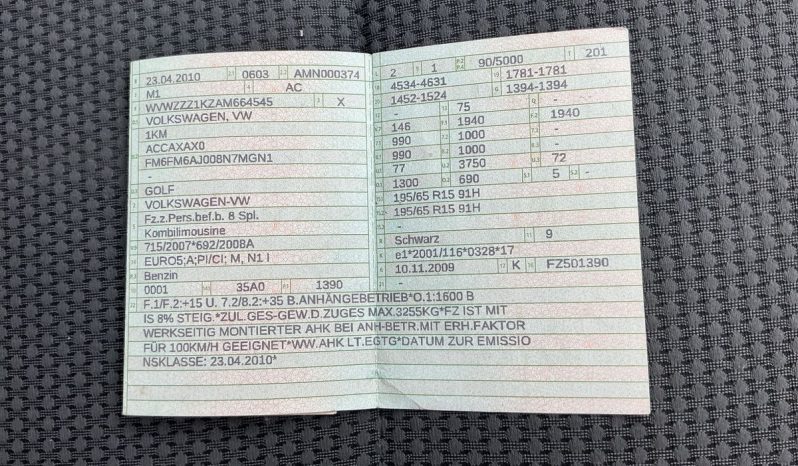 23.04.2010 0603 AMN000374
M1 AC
WVWZZZ1KZAM664545 X
VOLKSWAGEN, VW
1KM
ACCAXAX0
FM6FM6AJ008N7MGN1
-
GOLF
VOLKSWAGEN-VW
Fz.z.Pers.bef.b. 8 Spl.
Kombilimousine
715/2007*692/2008A
EURO5;A;PI/CI; M, N1 I
Benzin
0001 35A0 1390
2 1 90/5000 201
4534-4631 1781-1781
1452-1524 1394-1394
- 75 -
146 1940 1940
990 1000 -
990 1000 -
77 3750 72
1300 690 5 -
195/65 R15 91H
195/65 R15 91H
-
Schwarz 9
e1*2001/116*0328*17
10.11.2009 K FZ501390
F.1/F.2:+15 U. 7.2/8.2:+35 B.ANHÄNGEBETRIEB*O.1:1600 B
IS 8% STEIG.*ZUL.GES-GEW.D.ZUGES MAX.3255KG*FZ IST MIT
WERKSEITIG MONTIERTER AHK BEI ANH-BETR.MIT ERH.FAKTOR
FÜR 100KM/H GEEIGNET*WW.AHK LT.EGTG*DATUM ZUR EMISSIO
NSKLASSE: 23.04.2010*